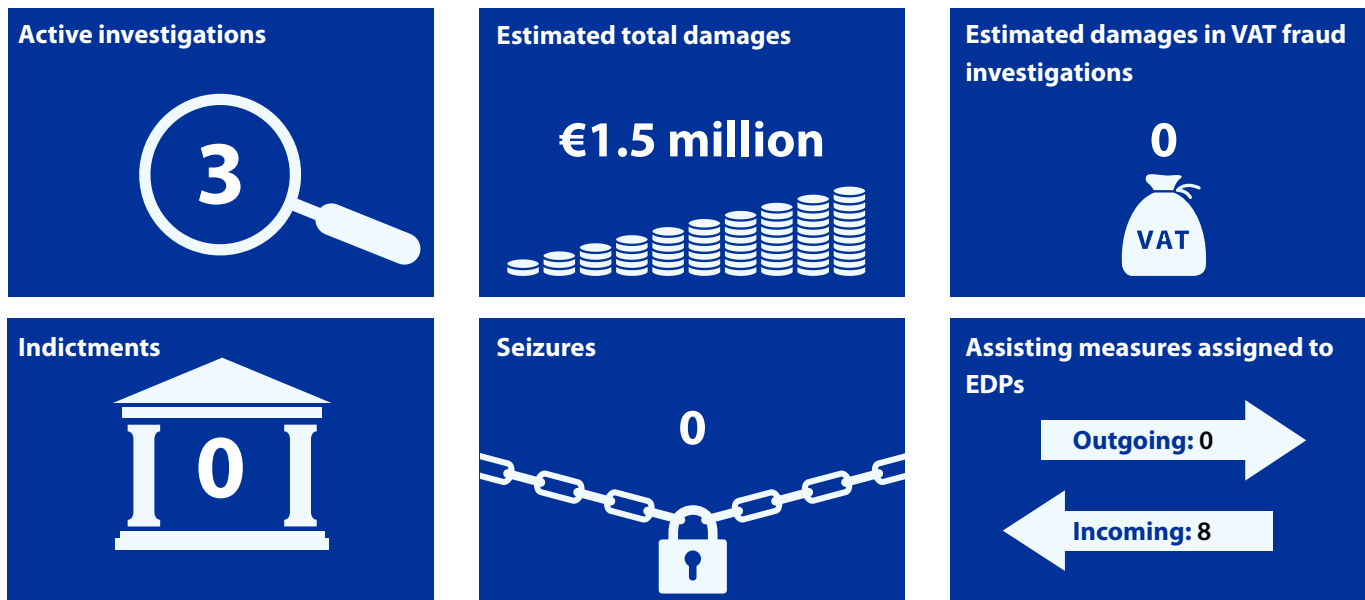 Active investigations
3
Estimated total damages
€1.5 million
Estimated damages in VAT fraud
investigations
0
VAT
Indictments
0
Seizures
0
Assisting measures assigned to
EDPs
Outgoing: 0
Incoming: 8